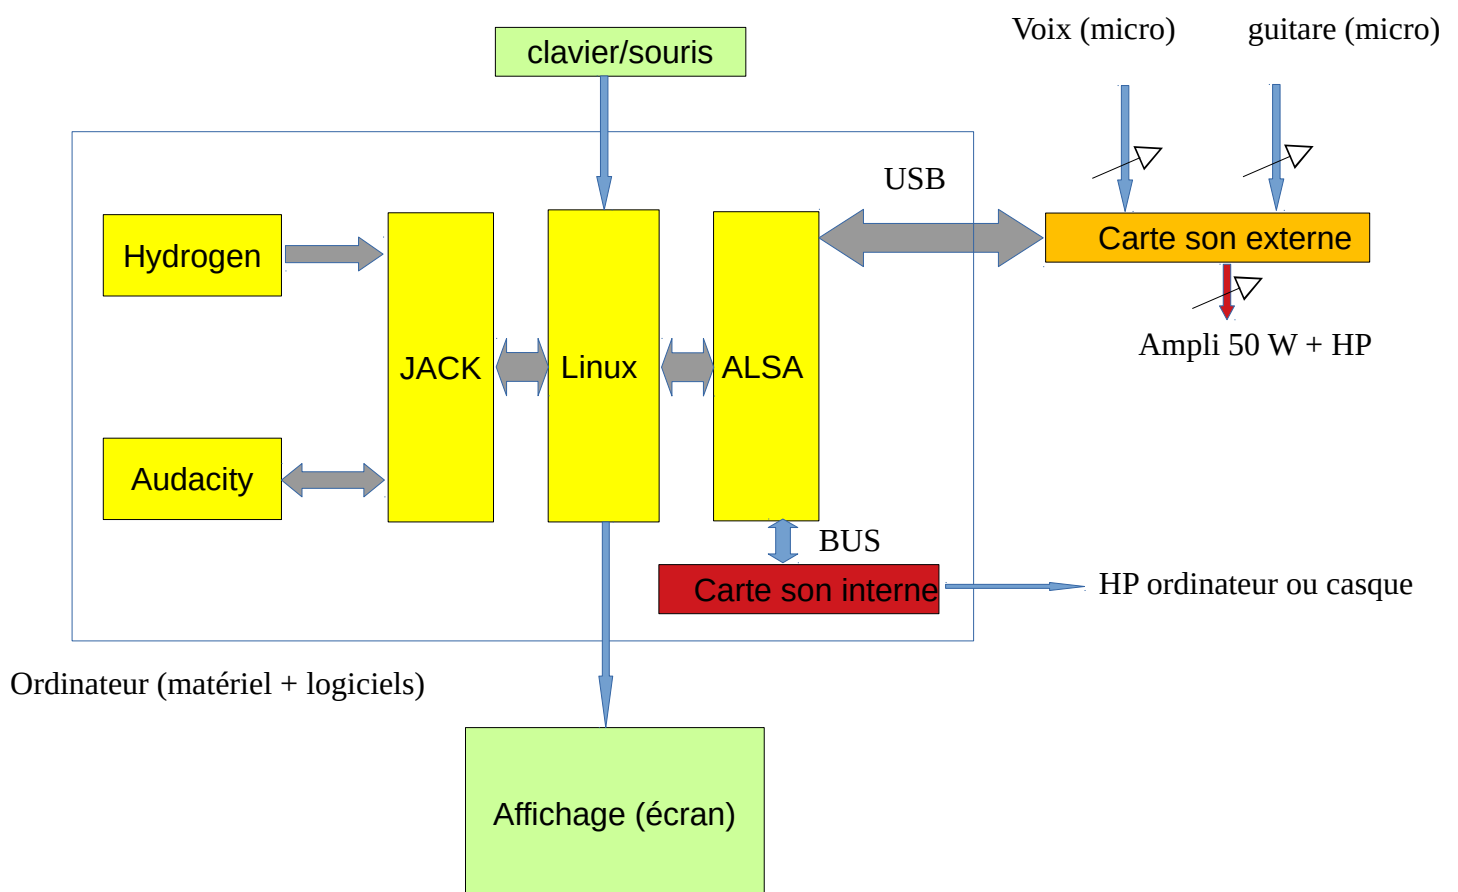 Voix (micro)
guitare (micro)
clavier/souris
USB
Hydrogen
Carte son externe
Ampli 50 W + HP
JACK
Linux
ALSA
Audacity
BUS
Carte son interne
HP ordinateur ou casque
Ordinateur (matériel + logiciels)
Affichage (écran)